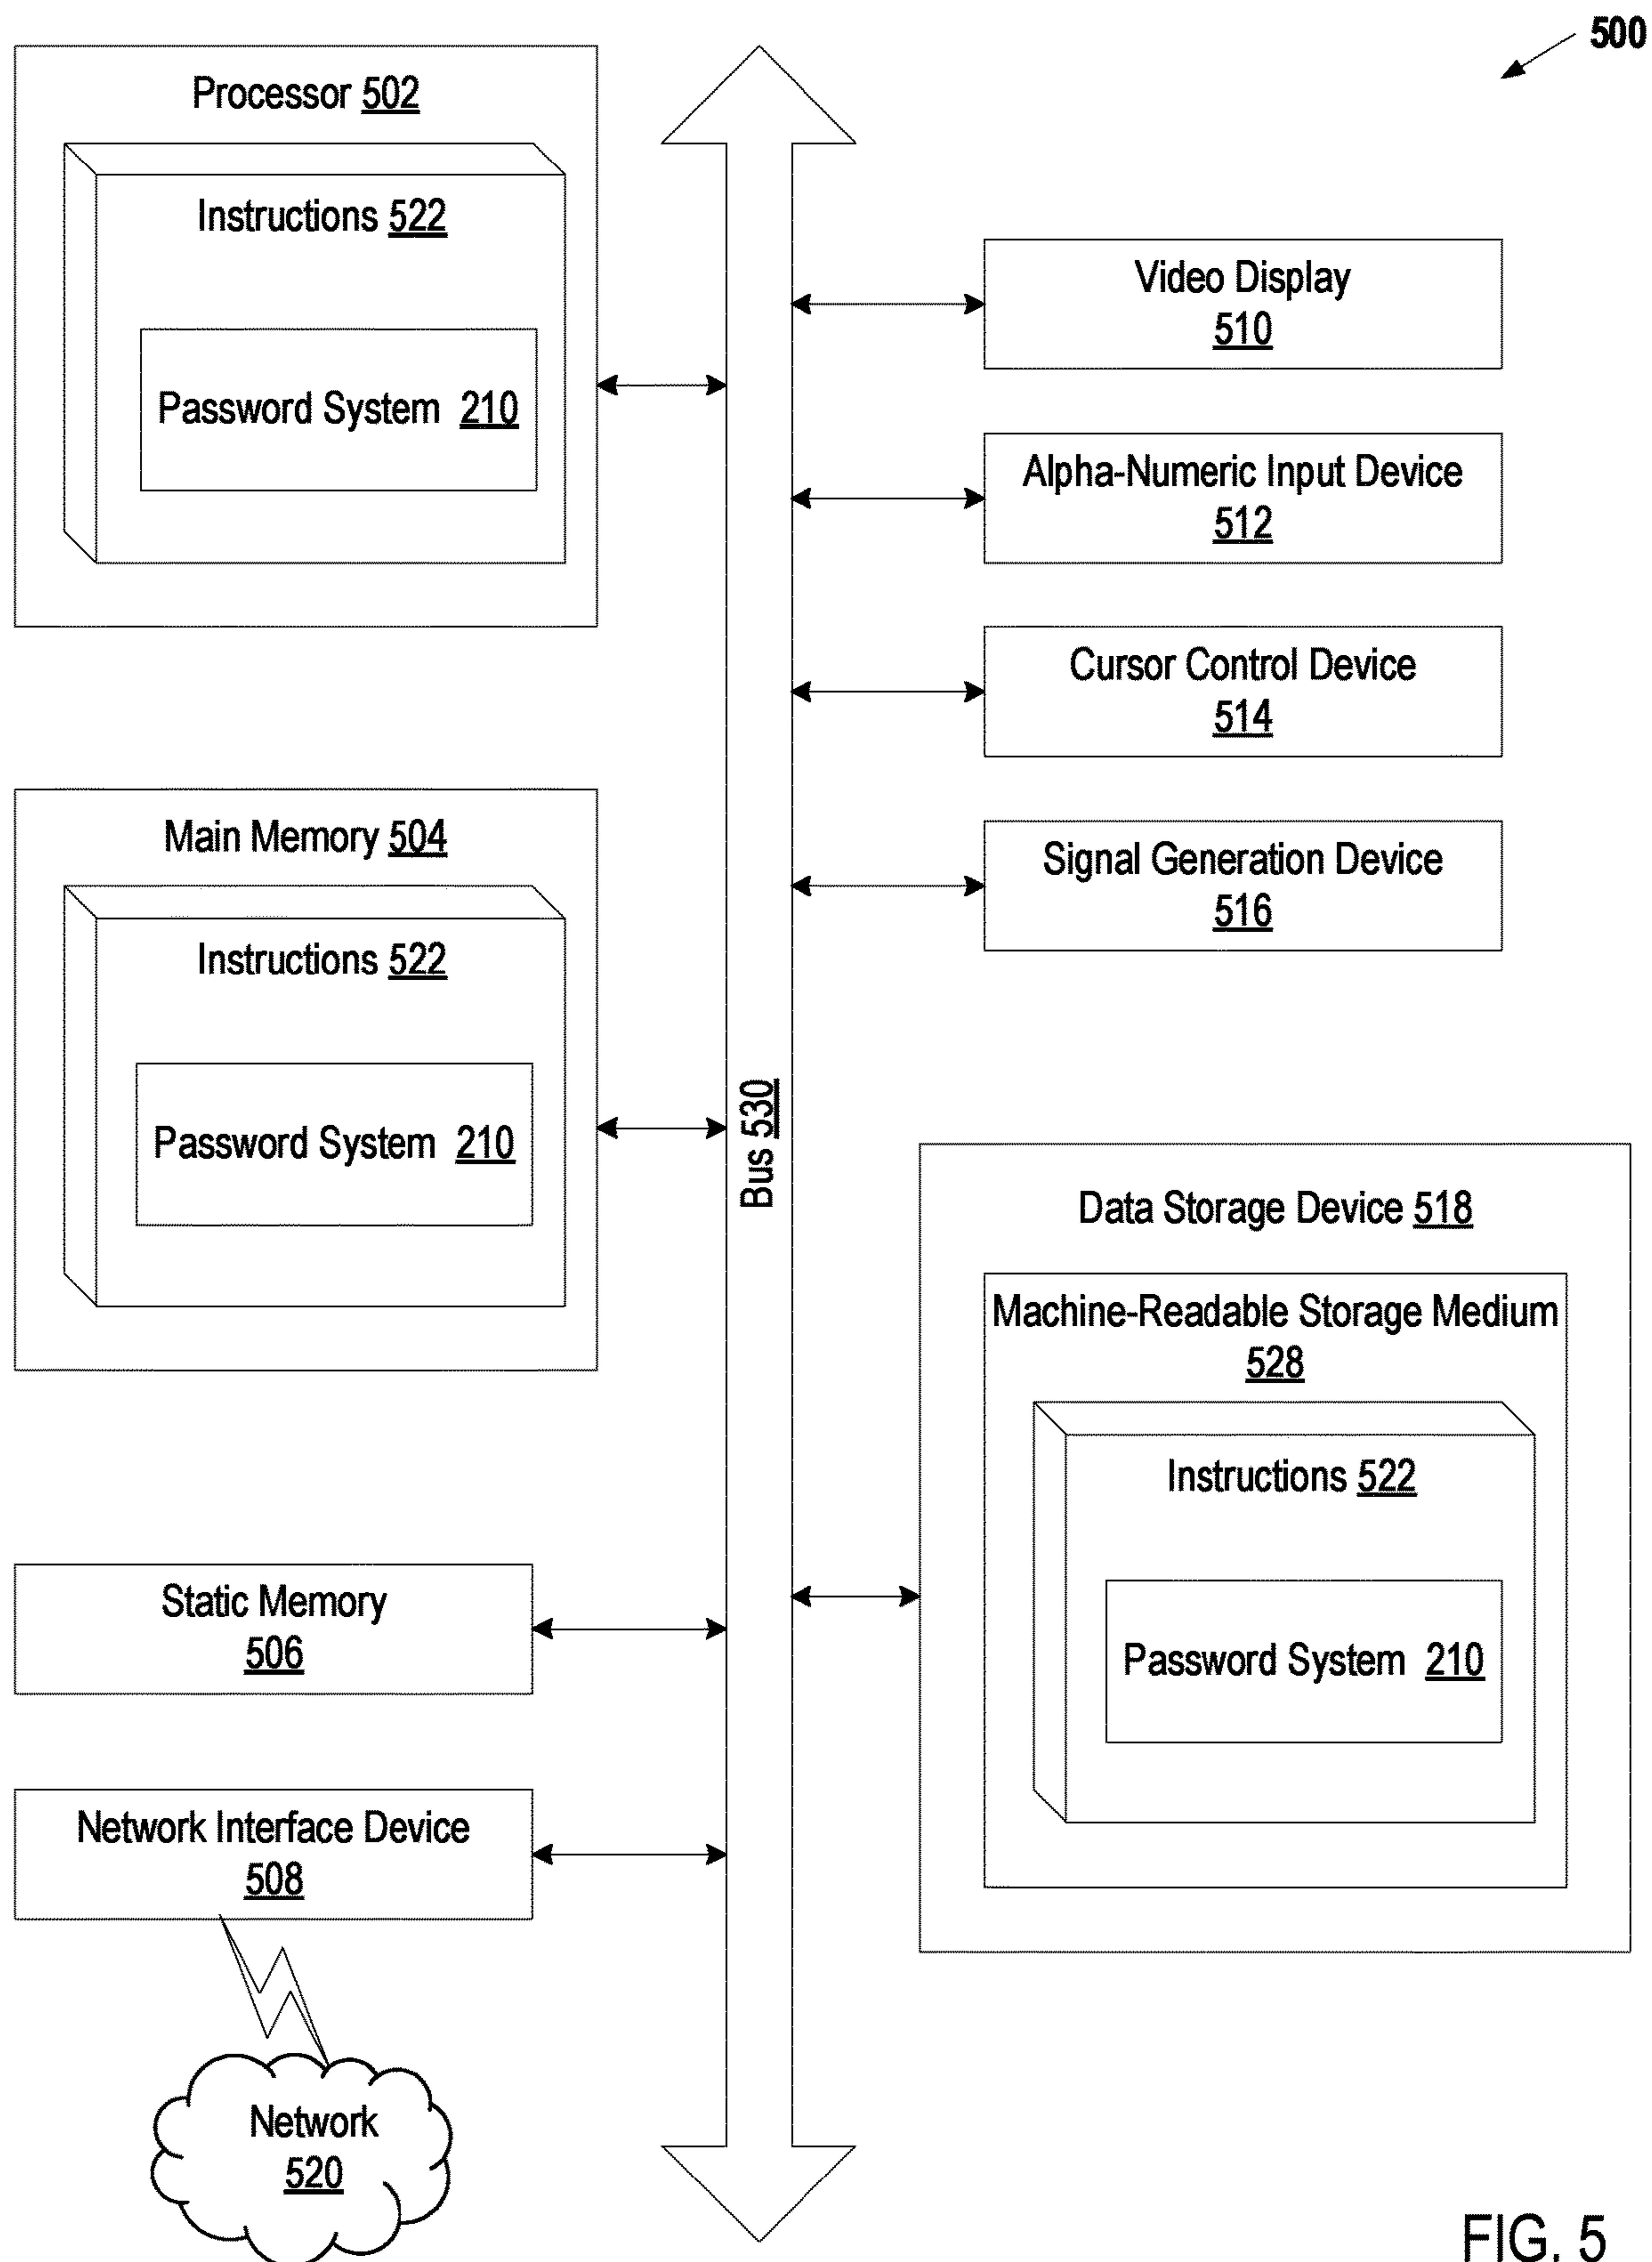 500
Processor 502
Instructions 522
Password System 210
Main Memory 504
Instructions 522
Password System 210
Static Memory
506
Network Interface Device
508
Network
520
Bus 530
Video Display
510
Alpha-Numeric Input Device
512
Cursor Control Device
514
Signal Generation Device
516
Data Storage Device 518
Machine-Readable Storage Medium
528
Instructions 522
Password System 210
FIG. 5